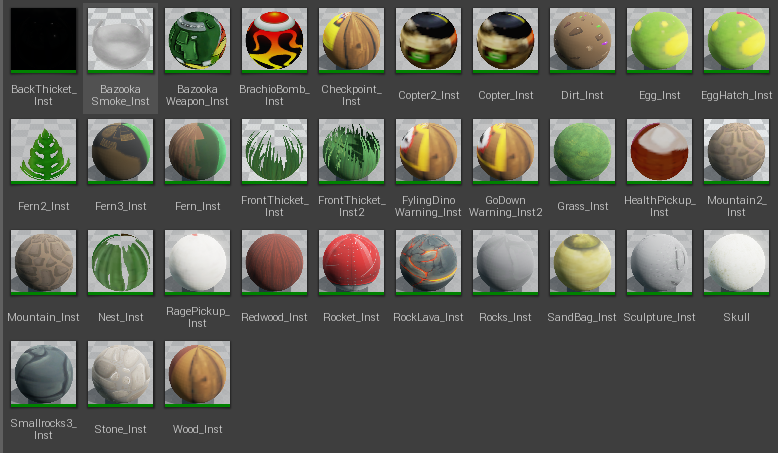 BackThicket_
Inst
Bazooka
Smoke_Inst
Bazooka
Weapon_Inst
BrachioBomb_
Inst
Checkpoint_
Inst
Copter2_Inst
Copter_Inst
Dirt_Inst
Egg_Inst
EggHatch_Inst
Fern2_Inst
Fern3_Inst
Fern_Inst
FrontThicket_
Inst
FrontThicket_
Inst2
FylingDino
Warning_Inst
GoDown
Warning_Inst2
Grass_Inst
HealthPickup_
Inst
Mountain2_
Inst
Mountain_Inst
Nest_Inst
RagePickup_
Inst
Redwood_Inst
Rocket_Inst
RockLava_Inst
Rocks_Inst
SandBag_Inst
Sculpture_Inst
Skull
Smallrocks3_
Inst
Stone_Inst
Wood_Inst